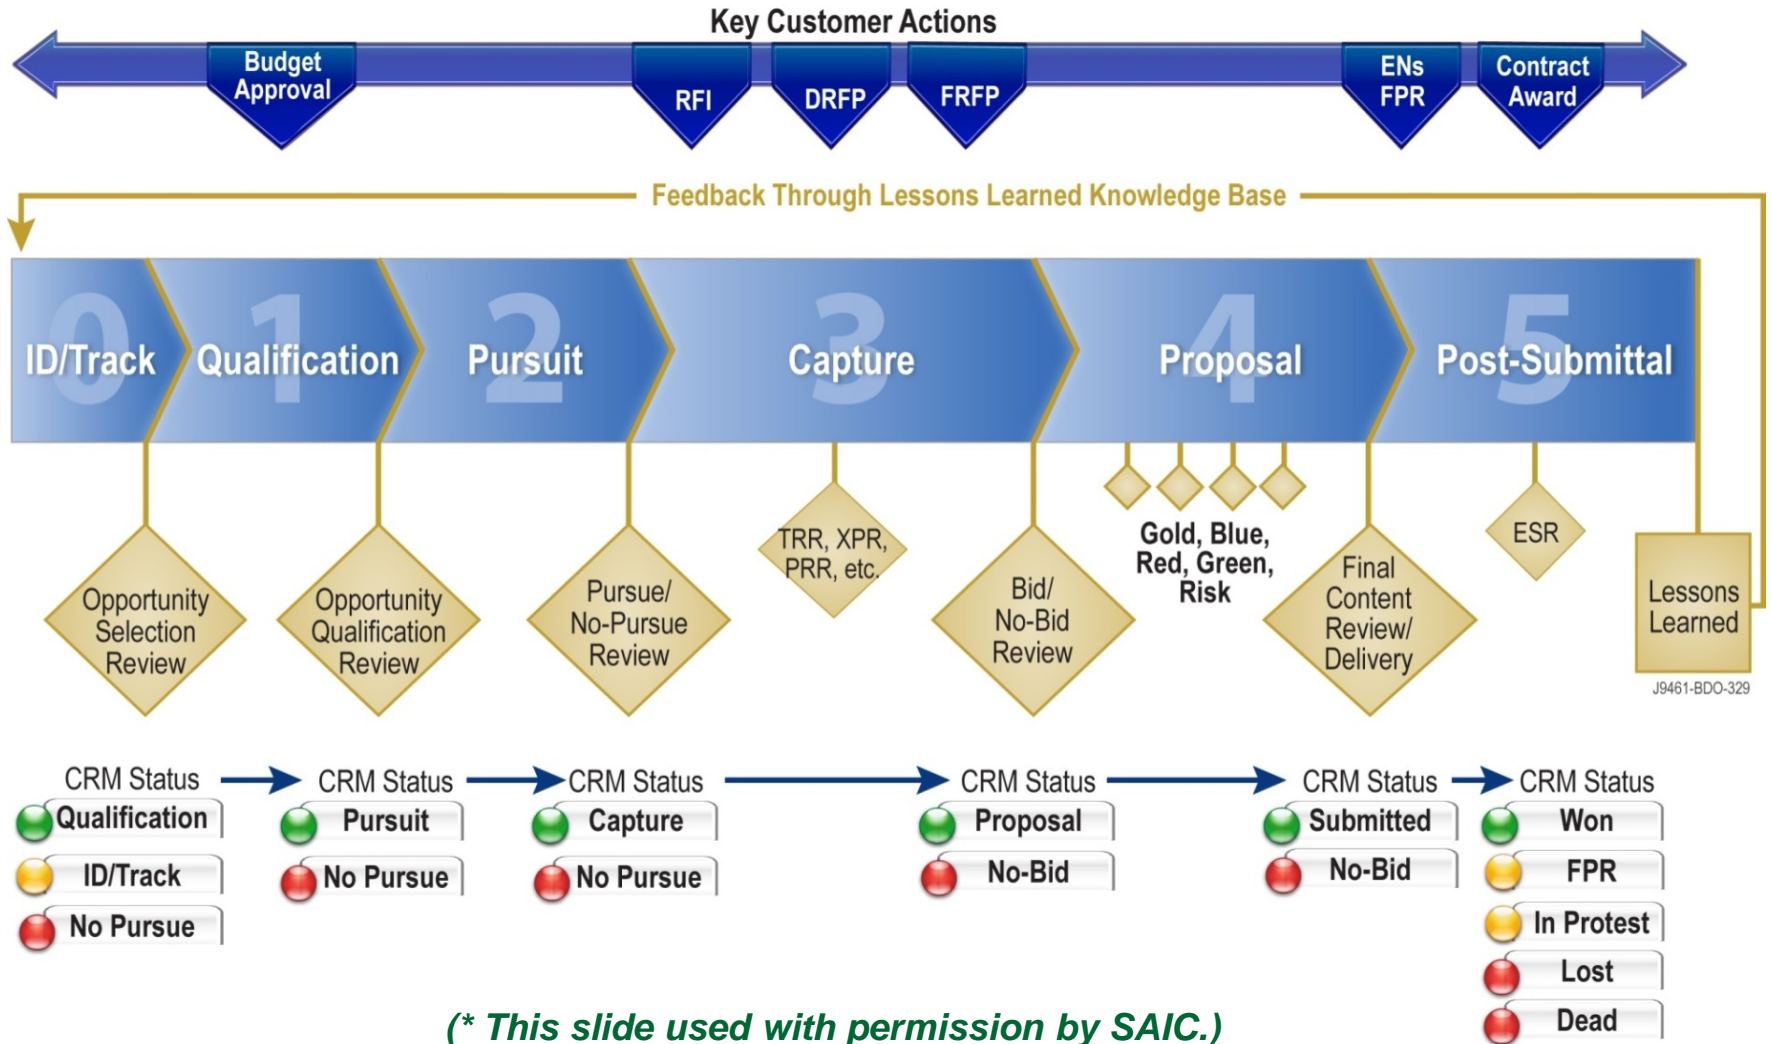 Key Customer Actions
Budget
Approval
RFI
DRFP
FRFP
ENs
FPR
Contract
Award
Feedback Through Lessons Learned Knowledge Base
0
ID/Track
1
Qualification
2
Pursuit
3
Capture
4
Proposal
5
Post-Submittal
Opportunity
Selection
Review
Opportunity
Qualification
Review
Pursue/
No-Pursue
Review
TRR, XPR,
PRR, etc.
Bid/
No-Bid
Review
Gold, Blue,
Red, Green,
Risk
Final
Content
Review/
Delivery
ESR
Lessons
Learned
J9461-BDO-329
CRM Status
Qualification
ID/Track
No Pursue
CRM Status
Pursuit
No Pursue
CRM Status
Capture
No Pursue
CRM Status
Proposal
No-Bid
CRM Status
Submitted
No-Bid
CRM Status
Won
FPR
In Protest
Lost
Dead
(* This slide used with permission by SAIC.)